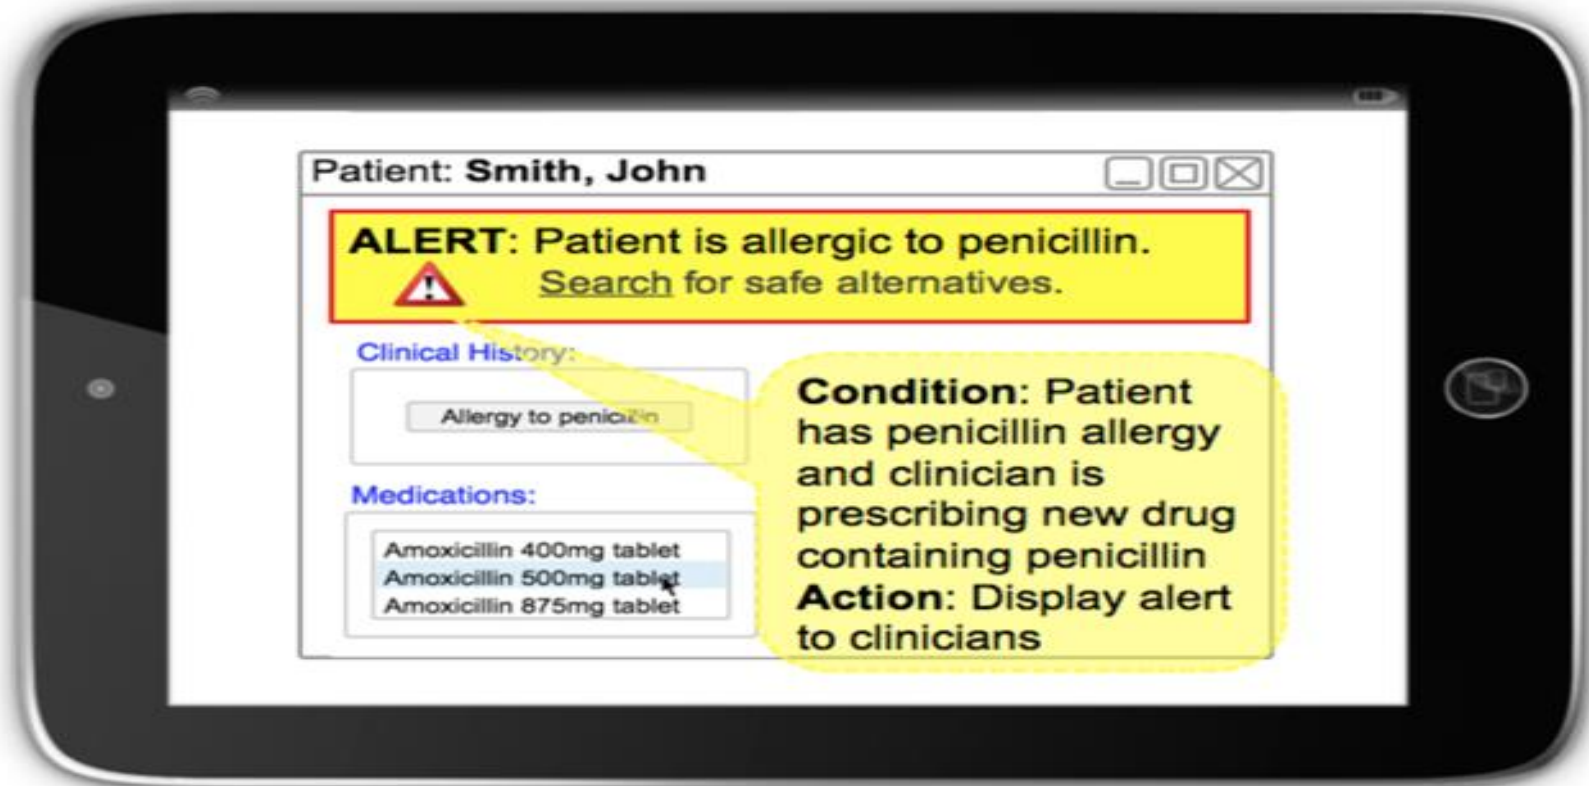 Patient: Smith, John
ALERT: Patient is allergic to penicillin.
Search for safe alternatives.
Clinical History:
Allergy to penicillin
Medications:
Amoxicillin 400mg tablet
Amoxicillin 500mg tablet
Amoxicillin 875mg tablet
Condition: Patient
has penicillin allergy
and clinician is
prescribing new drug
containing penicillin
Action: Display alert
to clinicians